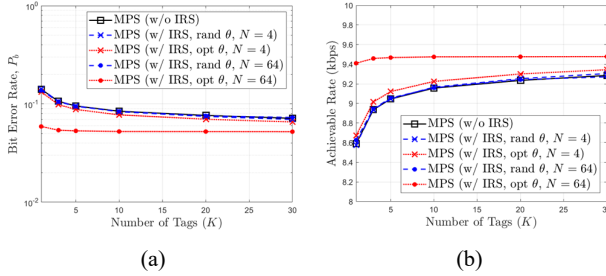 MPS (w/o IRS)
MPS (w/ IRS, rand θ, N = 4)
MPS (w/ IRS, opt θ, N = 4)
MPS (w/ IRS, rand θ, N = 64)
MPS (w/ IRS, opt θ, N = 64)
Bit Error Rate, P_b
10^0
10^-1
10^-2
5 10 15 20 25 30
Number of Tags (K)
(a)
Achievable Rate (kbps)
10
9.8
9.6
9.4
9.2
9
8.8
8.6
8.4
8.2
8
MPS (w/o IRS)
MPS (w/ IRS, rand θ, N = 4)
MPS (w/ IRS, opt θ, N = 4)
MPS (w/ IRS, rand θ, N = 64)
MPS (w/ IRS, opt θ, N = 64)
5 10 15 20 25 30
Number of Tags (K)
(b)